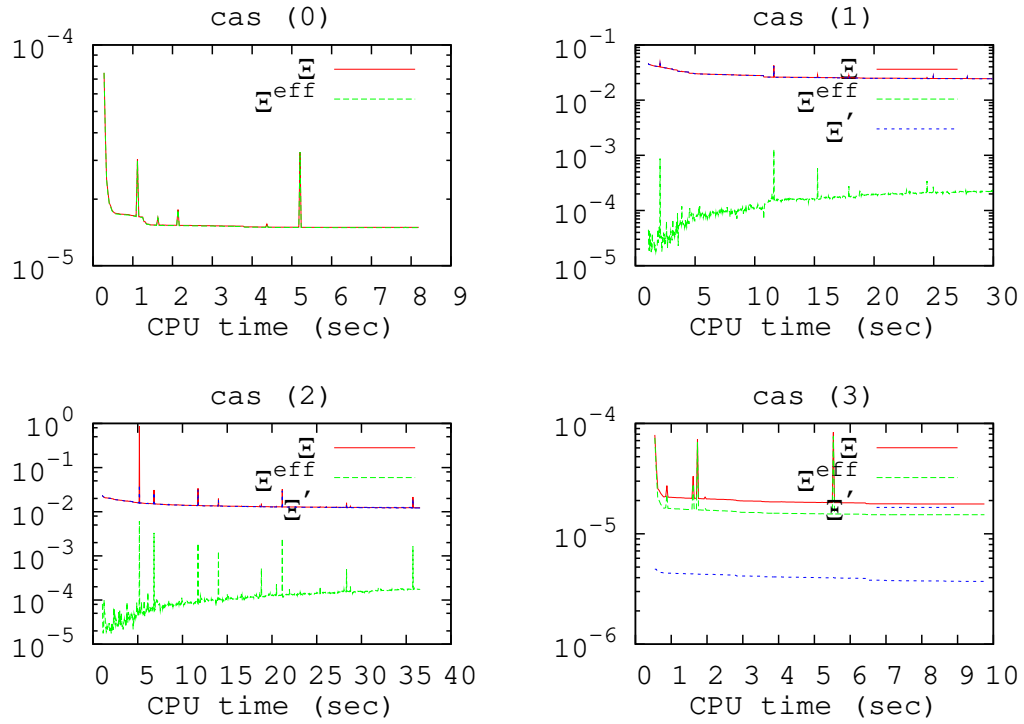 cas (0)
10^-4
10^-5
Ξ
Ξ^eff
0 1 2 3 4 5 6 7 8 9
CPU time (sec)
cas (1)
10^-1
10^-2
10^-3
10^-4
10^-5
Ξ
Ξ^eff
Ξ′
0 5 10 15 20 25 30
CPU time (sec)
cas (2)
10^0
10^-1
10^-2
10^-3
10^-4
10^-5
Ξ
Ξ^eff
Ξ′
0 5 10 15 20 25 30 35 40
CPU time (sec)
cas (3)
10^-4
10^-5
10^-6
Ξ
Ξ^eff
Ξ′
0 1 2 3 4 5 6 7 8 9 10
CPU time (sec)